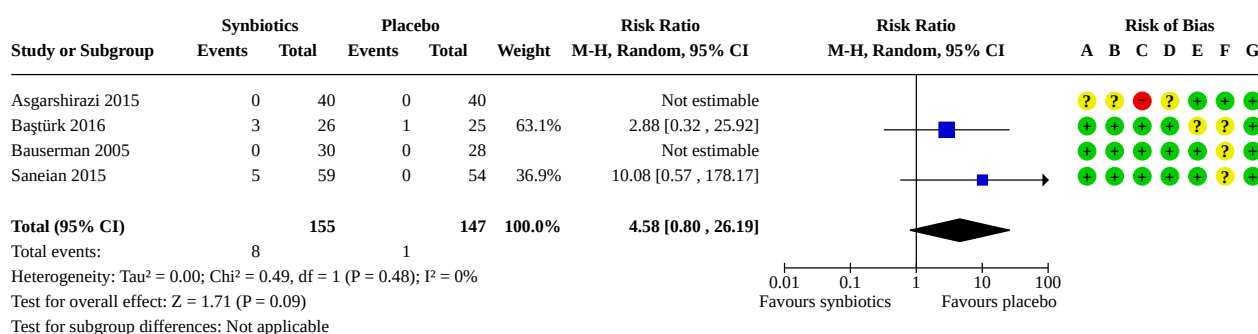 Synbiotics Placebo Risk Ratio Risk Ratio Risk of Bias
Study or Subgroup Events Total Events Total Weight M-H, Random, 95% CI M-H, Random, 95% CI A B C D E F G
Asgarshirazi 2015 0 40 0 40 Not estimable ? ? − ? + + +
Baştürk 2016 3 26 1 25 63.1% 2.88 [0.32 , 25.92] + + + + ? ? +
Bauserman 2005 0 30 0 28 Not estimable + + + + + ? +
Saneian 2015 5 59 0 54 36.9% 10.08 [0.57 , 178.17] + + + + + ? +
Total (95% CI) 155 147 100.0% 4.58 [0.80 , 26.19]
Total events: 8 1
Heterogeneity: Tau² = 0.00; Chi² = 0.49, df = 1 (P = 0.48); I² = 0%
0.01 0.1 1 10 100
Test for overall effect: Z = 1.71 (P = 0.09)
Favours synbiotics Favours placebo
Test for subgroup differences: Not applicable